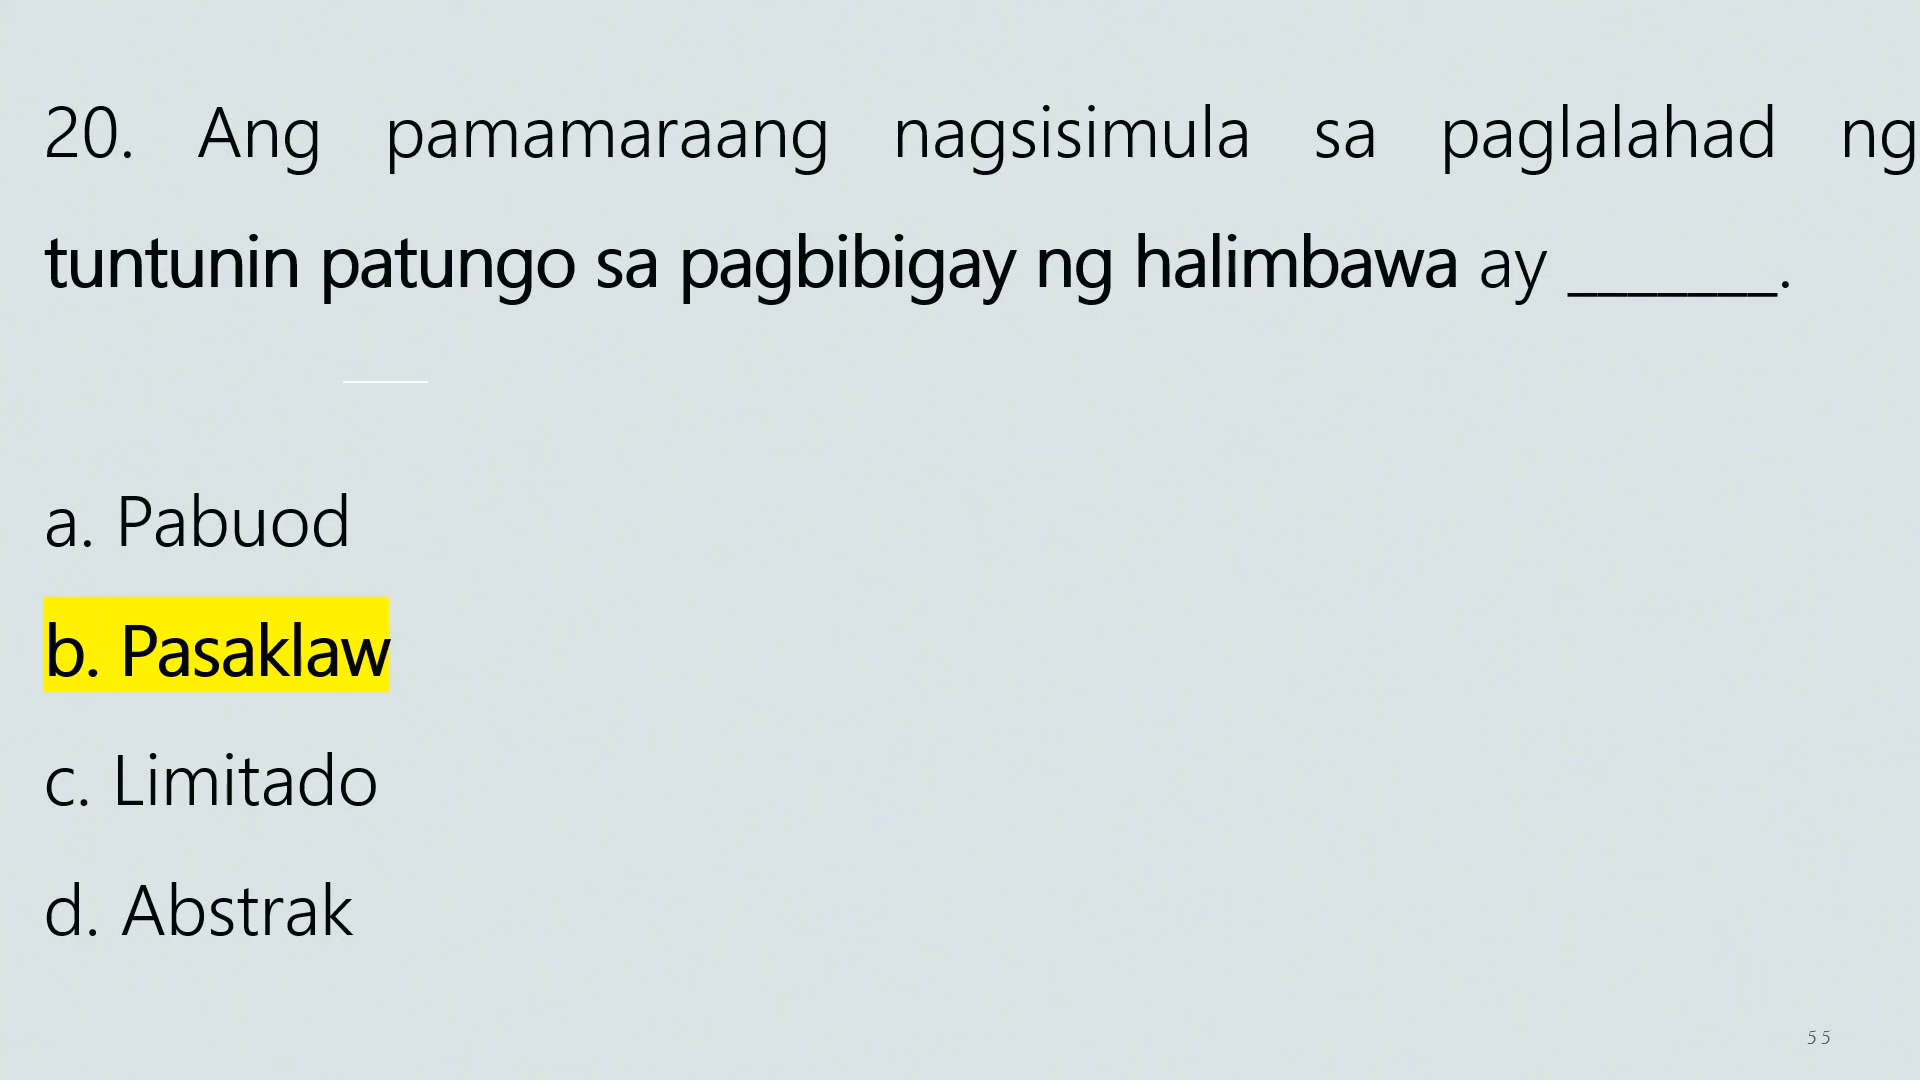 20. Ang pamamaraang nagsisimula sa paglalahad ng
tuntunin patungo sa pagbibigay ng halimbawa ay _______.
a. Pabuod
b. Pasaklaw
c. Limitado
d. Abstrak
55